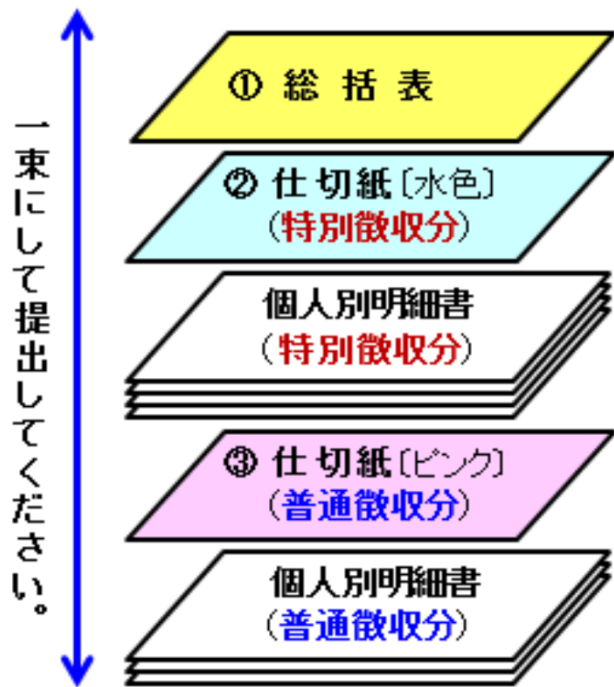 一束にして提出してください。
① 総括表
② 仕切紙〔水色〕
（特別徴収分）
個人別明細書
（特別徴収分）
③ 仕切紙〔ピンク〕
（普通徴収分）
個人別明細書
（普通徴収分）